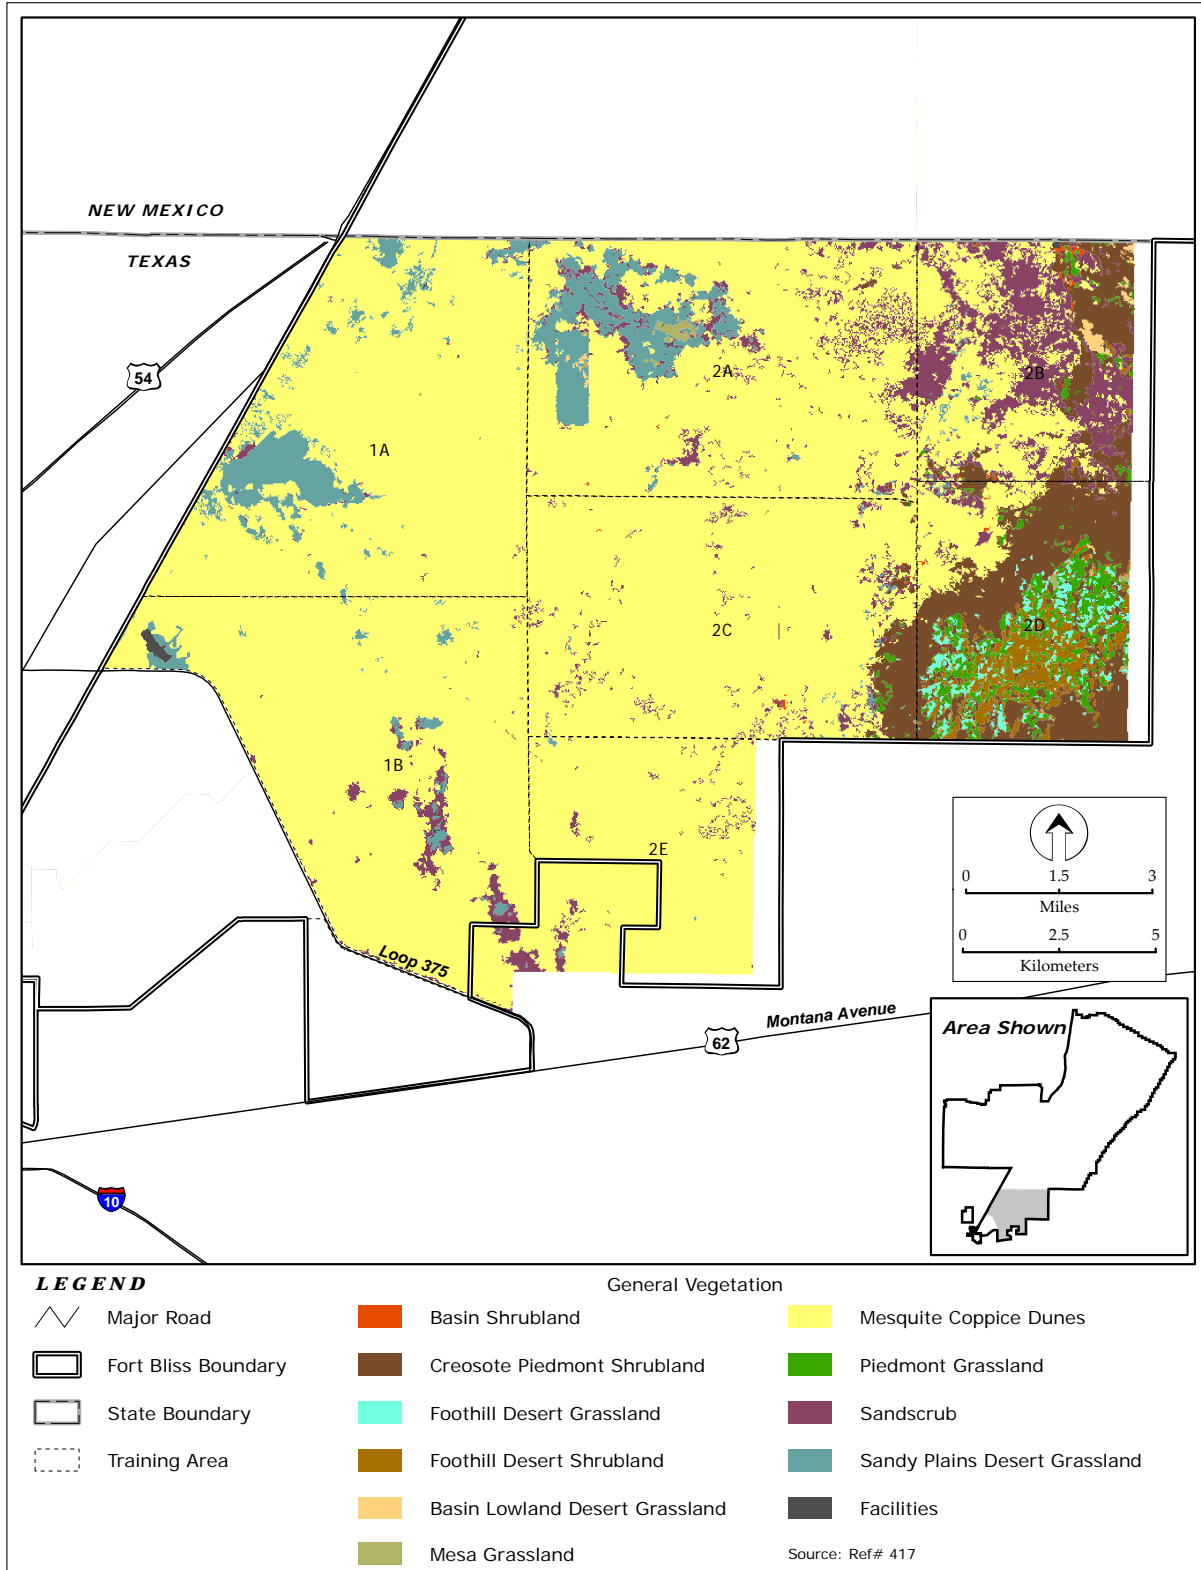 NEW MEXICO
TEXAS
54
1A
2A
2B
2C
2D
1B
2E
Loop 375
Montana Avenue
62
10
0 1.5 3
Miles
0 2.5 5
Kilometers
Area Shown
LEGEND
General Vegetation
Major Road
Fort Bliss Boundary
State Boundary
Training Area
Basin Shrubland
Creosote Piedmont Shrubland
Foothill Desert Grassland
Foothill Desert Shrubland
Basin Lowland Desert Grassland
Mesa Grassland
Mesquite Coppice Dunes
Piedmont Grassland
Sandscrub
Sandy Plains Desert Grassland
Facilities
Source: Ref# 417